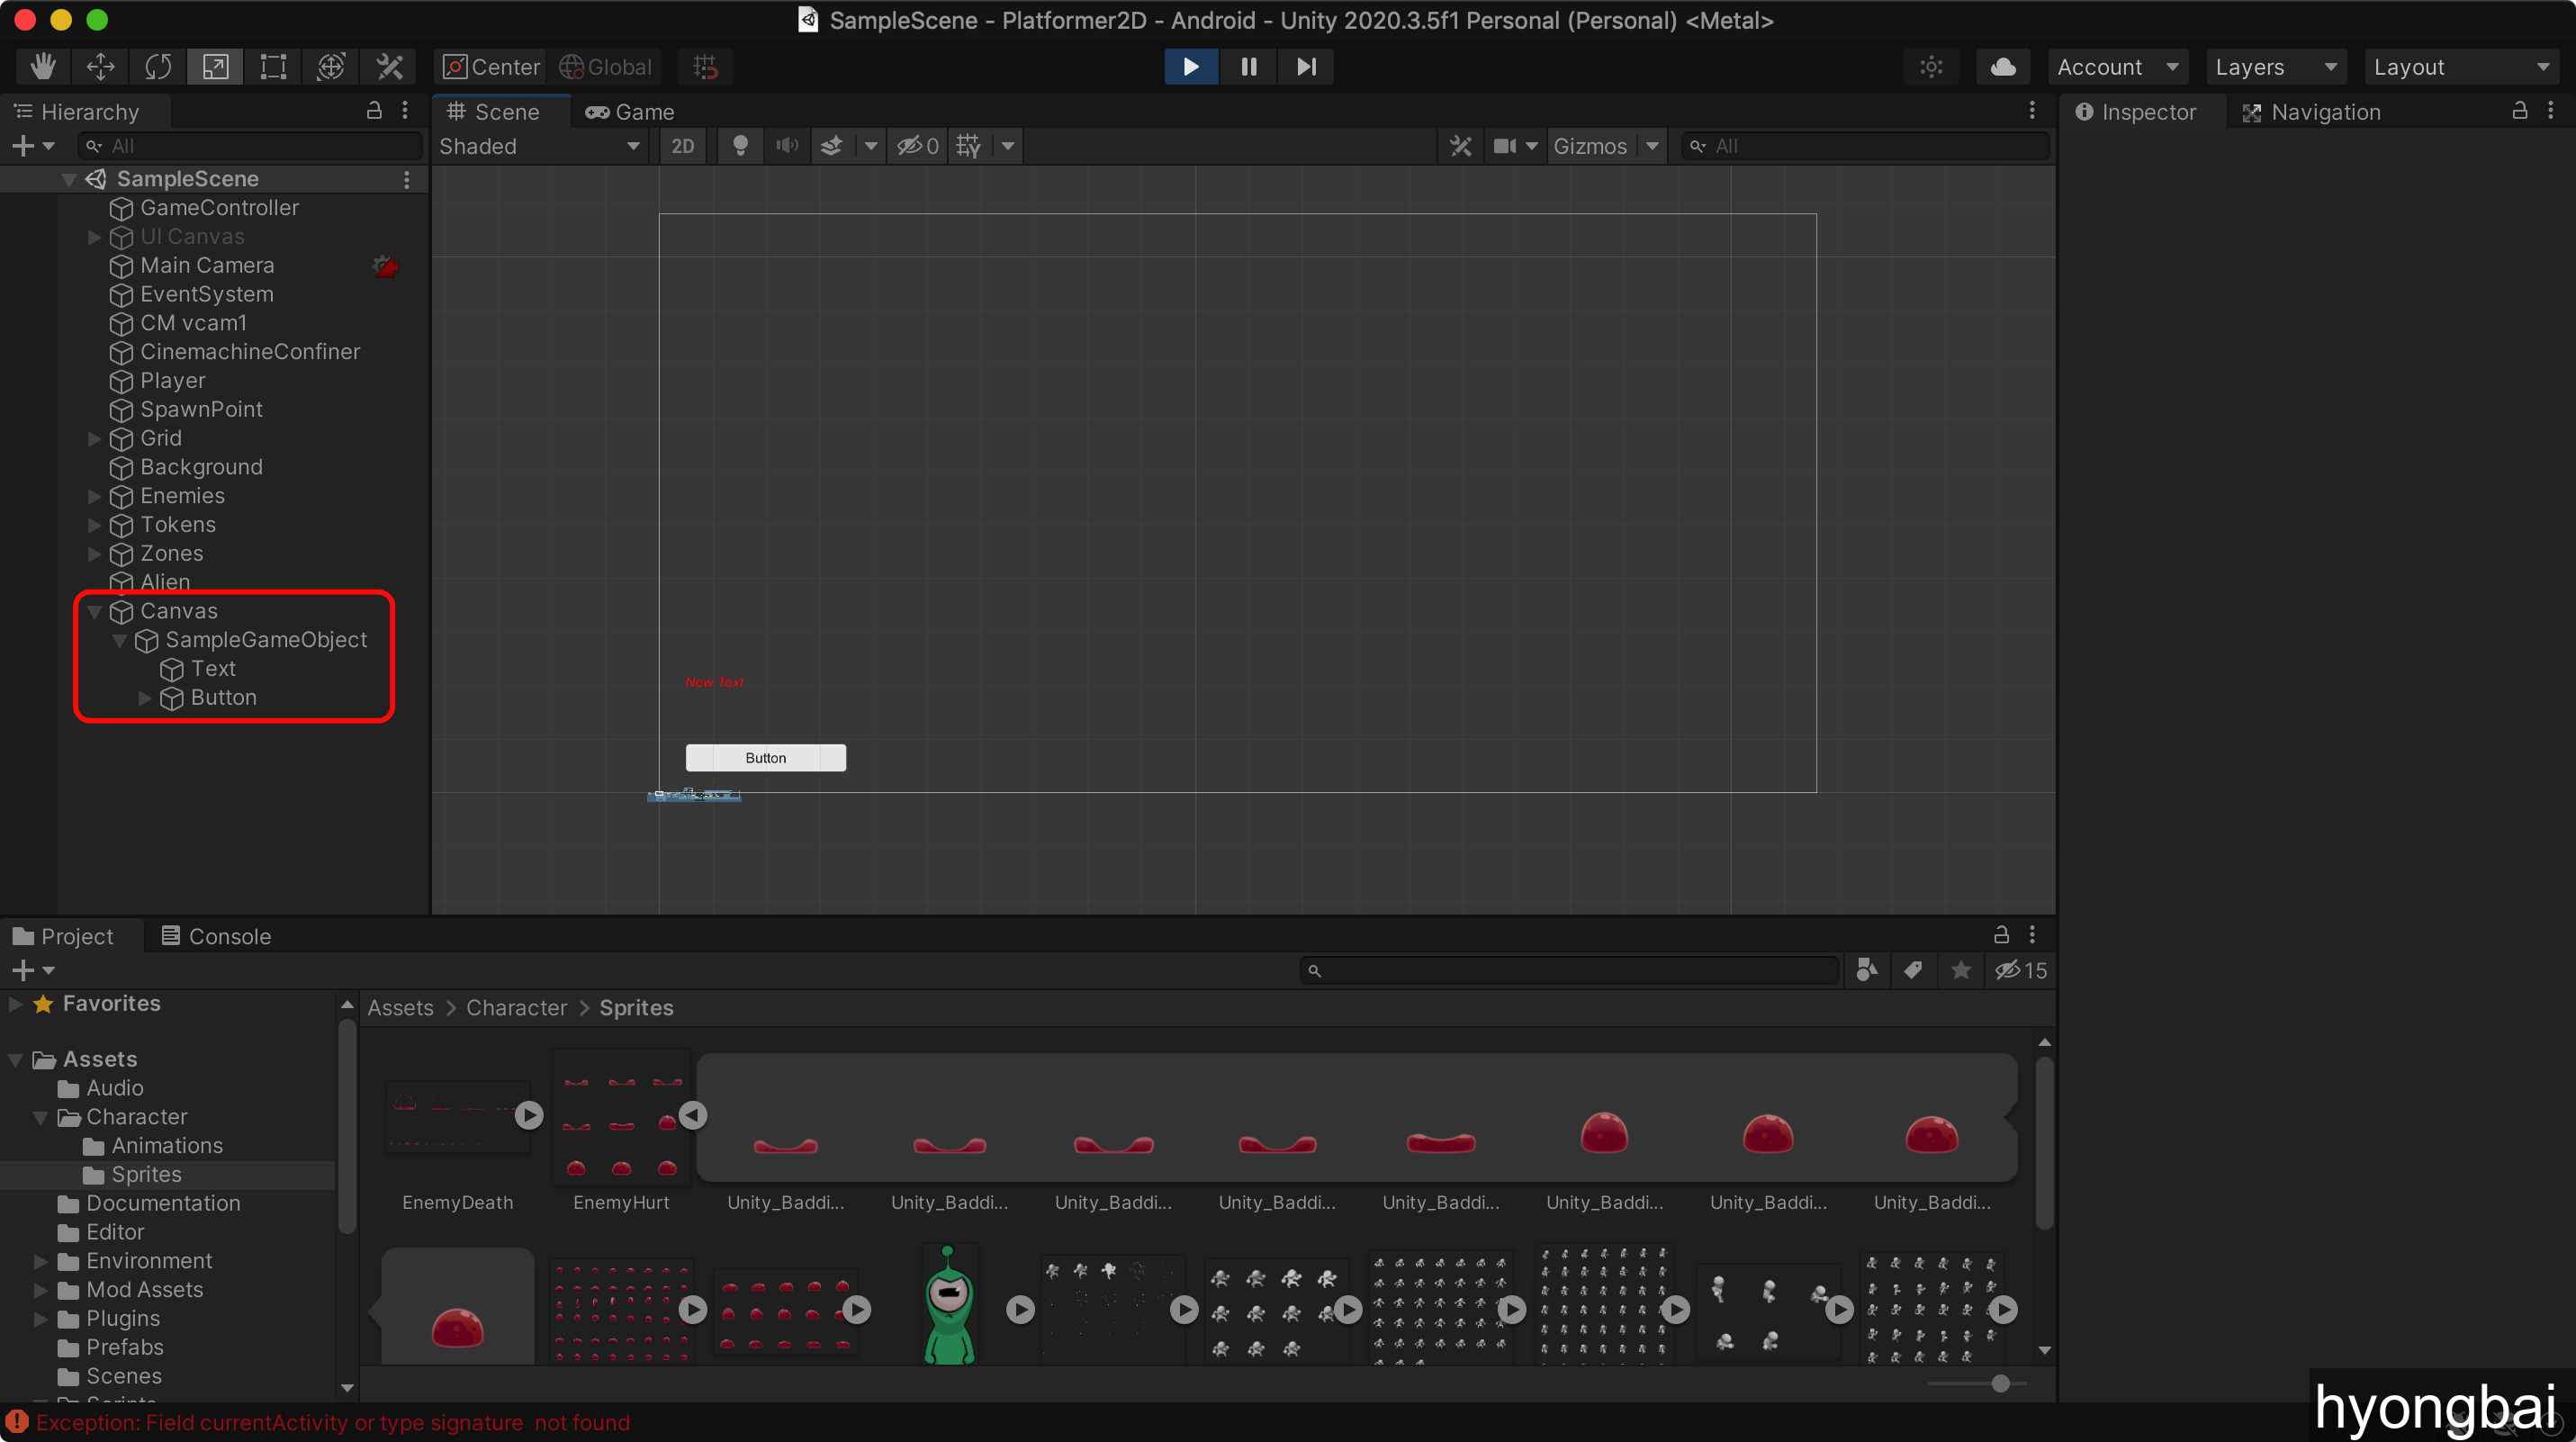 SampleScene - Platformer2D - Android - Unity 2020.3.5f1 Personal (Personal) <Metal>
Center Global Account Layers Layout
Hierarchy
All
SampleScene
GameController
UI Canvas
Main Camera
EventSystem
CM vcam1
CinemachineConfiner
Player
SpawnPoint
Grid
Background
Enemies
Tokens
Zones
Alien
Canvas
SampleGameObject
Text
Button
Scene Game
Shaded 2D 0 Gizmos All
New Text
Button
Inspector Navigation
Project Console
15
Favorites
Assets
Audio
Character
Animations
Sprites
Documentation
Editor
Environment
Mod Assets
Plugins
Prefabs
Scenes
Assets > Character > Sprites
EnemyDeath EnemyHurt Unity_Baddi... Unity_Baddi... Unity_Baddi... Unity_Baddi... Unity_Baddi... Unity_Baddi... Unity_Baddi... Unity_Baddi...
Exception: Field currentActivity or type signature not found
hyongbai